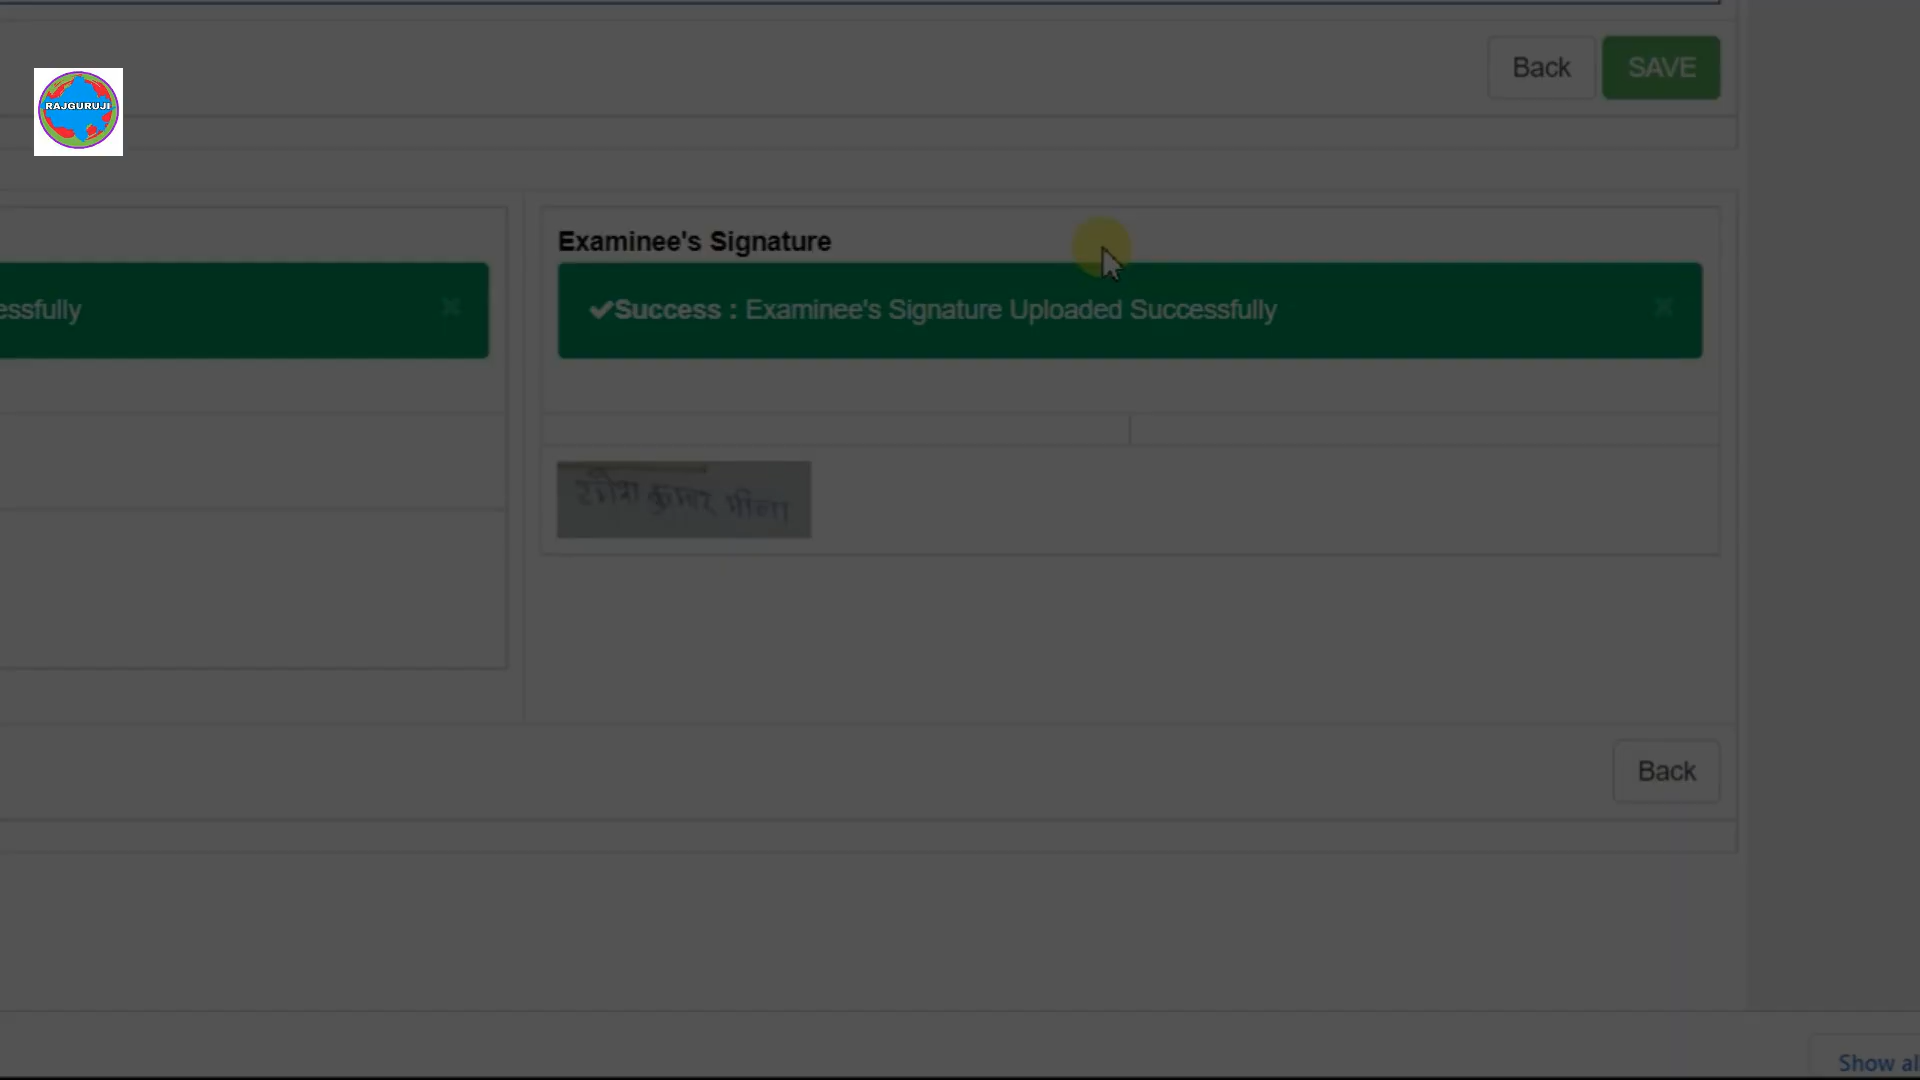 Back SAVE
RAJGURUJI
Examinee's Signature
essfully ×
✔Success : Examinee's Signature Uploaded Successfully ×
कुमार मीणा
Back
Show al